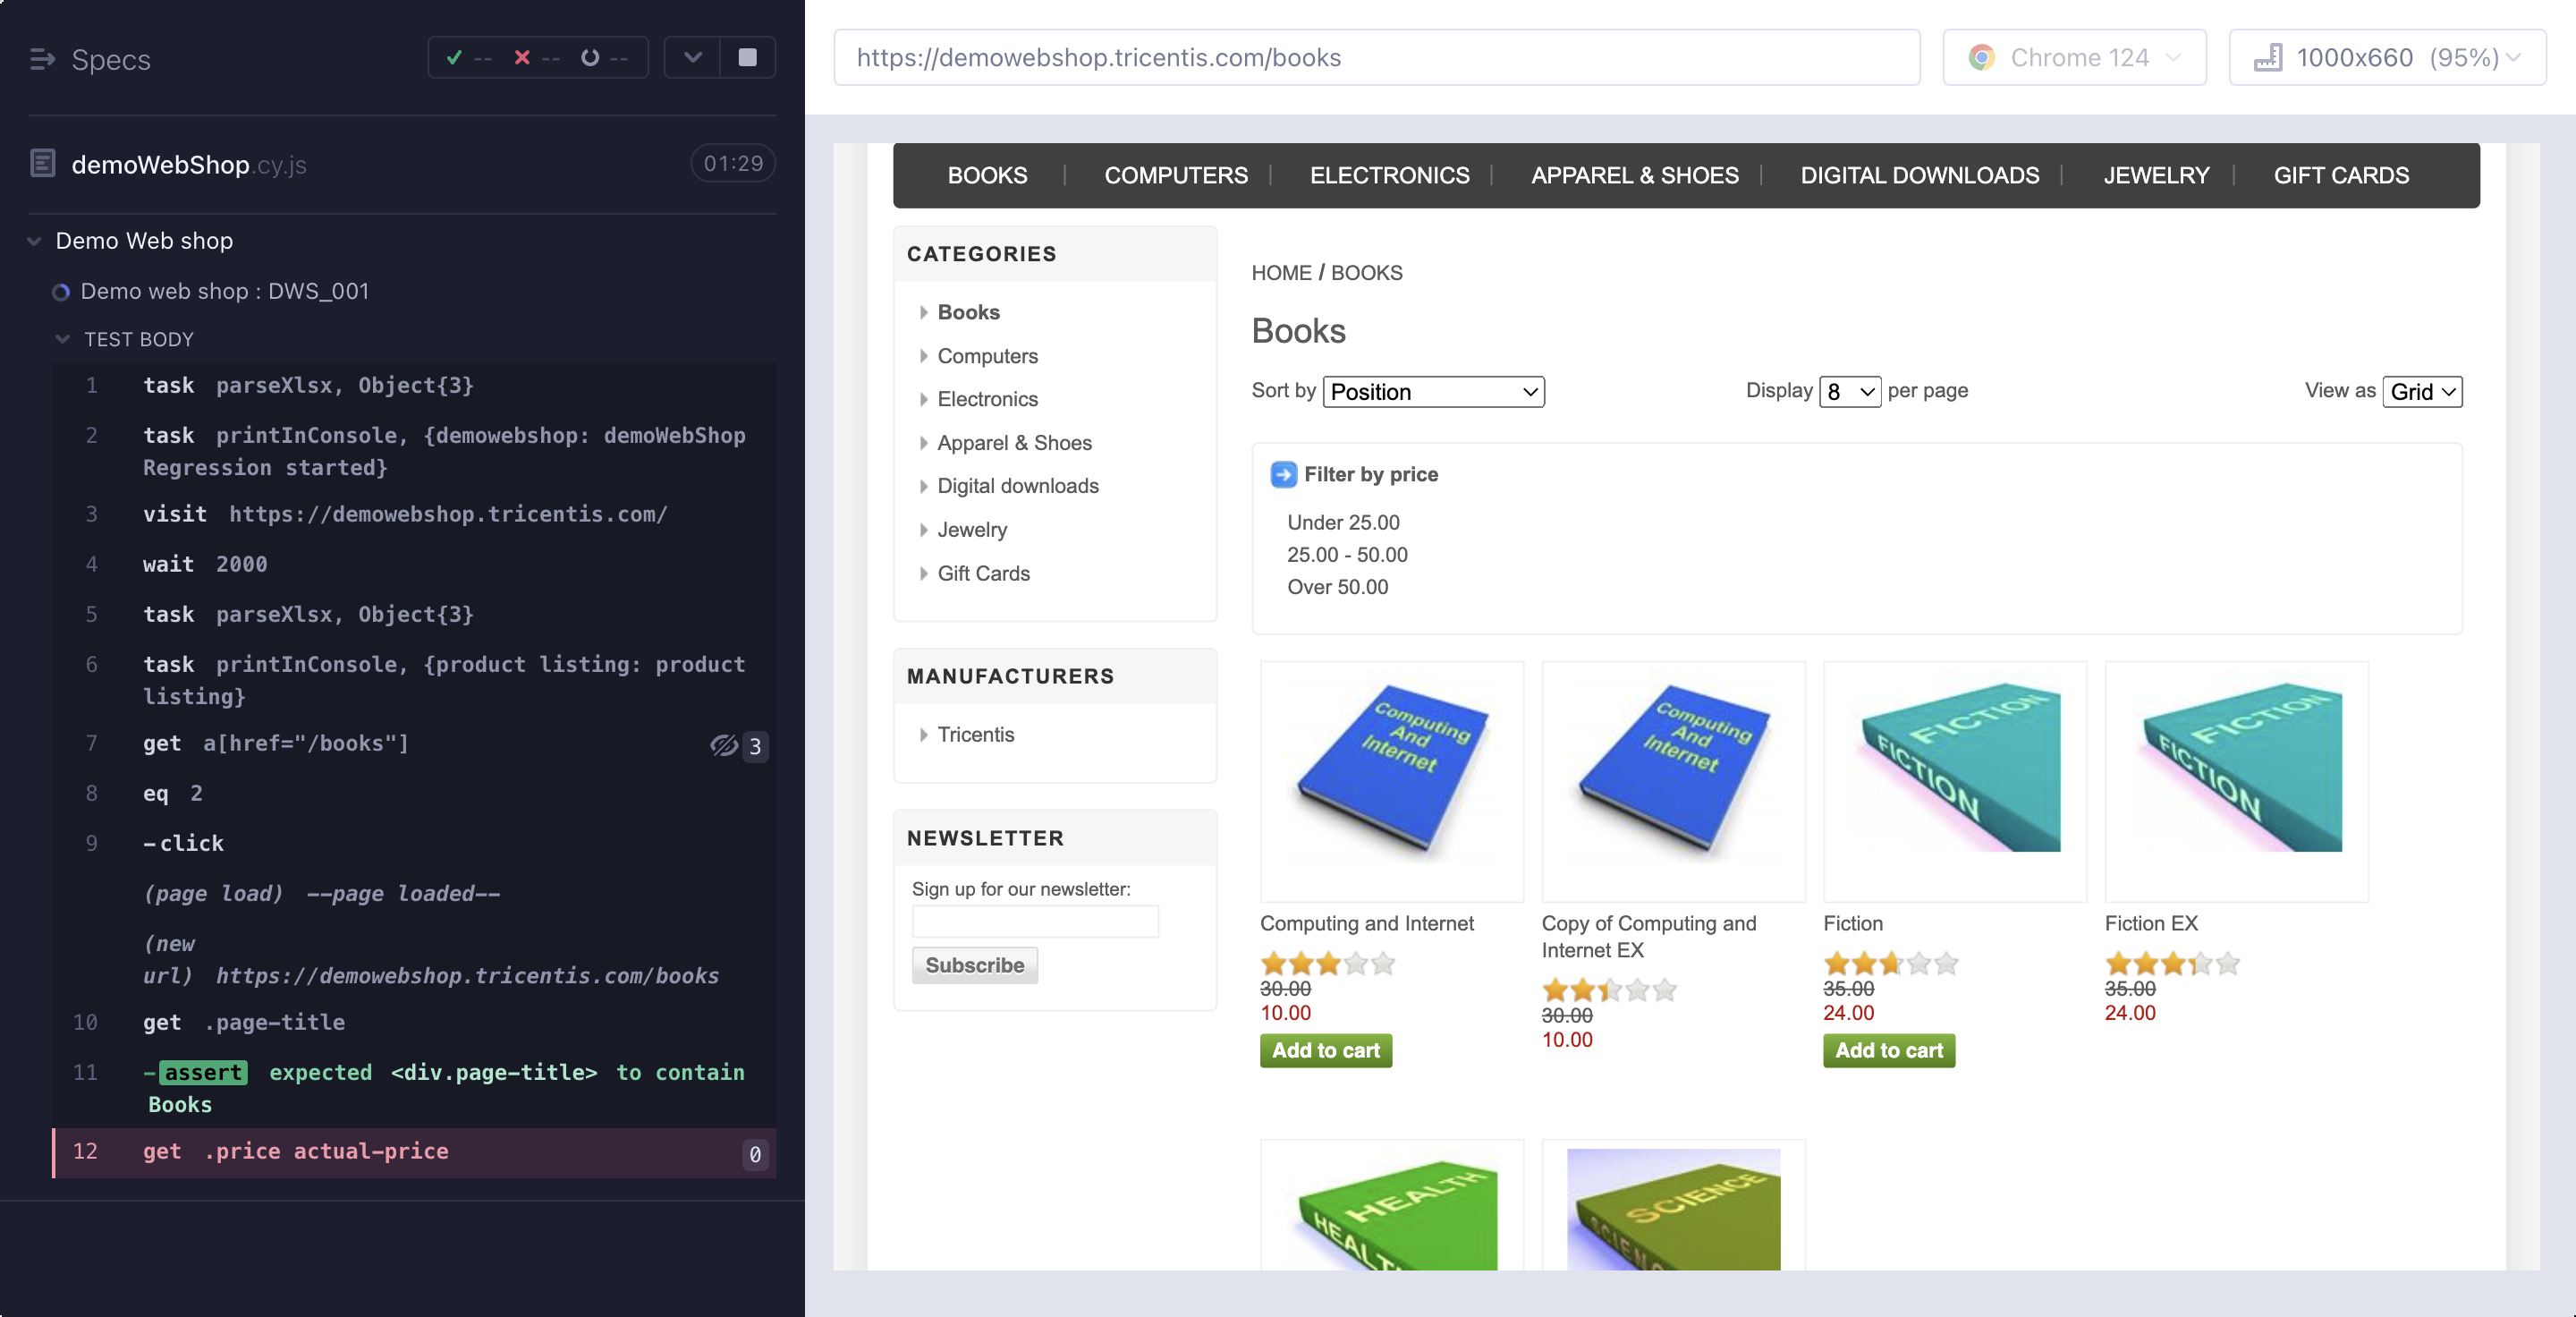 Specs
-- -- --
demoWebShop.cy.js
01:29
Demo Web shop
Demo web shop : DWS_001
TEST BODY
1 task parseXlsx, Object{3}
2 task printInConsole, {demowebshop: demoWebShop
Regression started}
3 visit https://demowebshop.tricentis.com/
4 wait 2000
5 task parseXlsx, Object{3}
6 task printInConsole, {product listing: product
listing}
7 get a[href="/books"] 3
8 eq 2
9 -click
(page load) --page loaded--
(new
url) https://demowebshop.tricentis.com/books
10 get .page-title
11 -assert expected <div.page-title> to contain
Books
12 get .price actual-price 0
https://demowebshop.tricentis.com/books
Chrome 124
1000x660 (95%)
BOOKS COMPUTERS ELECTRONICS APPAREL & SHOES DIGITAL DOWNLOADS JEWELRY GIFT CARDS
CATEGORIES
Books
Computers
Electronics
Apparel & Shoes
Digital downloads
Jewelry
Gift Cards
MANUFACTURERS
Tricentis
NEWSLETTER
Sign up for our newsletter:
Subscribe
HOME / BOOKS
Books
Sort by Position
Display 8 per page
View as Grid
Filter by price
Under 25.00
25.00 - 50.00
Over 50.00
Computing
And
Internet
Computing and Internet
30.00
10.00
Add to cart
Computing
And
Internet
Copy of Computing and
Internet EX
30.00
10.00
FICTION
FICTION
Fiction
35.00
24.00
Add to cart
FICTION
FICTION
Fiction EX
35.00
24.00
HEALTH
HEALTH
SCIENCE